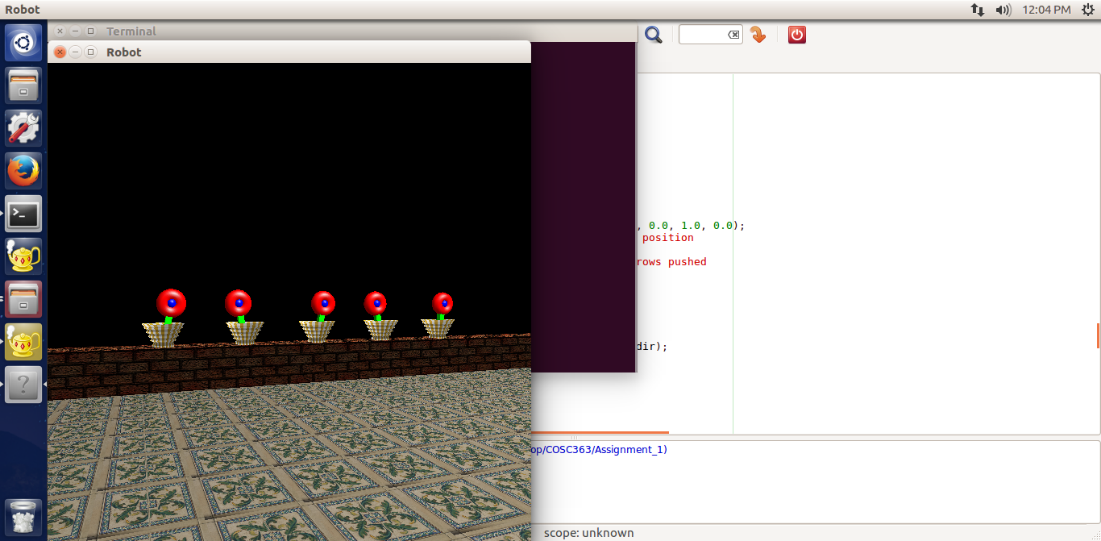 Robot
12:04 PM
Terminal
Robot
, 0.0, 1.0, 0.0);
position
rows pushed
dir);
op/COSC363/Assignment_1)
scope: unknown